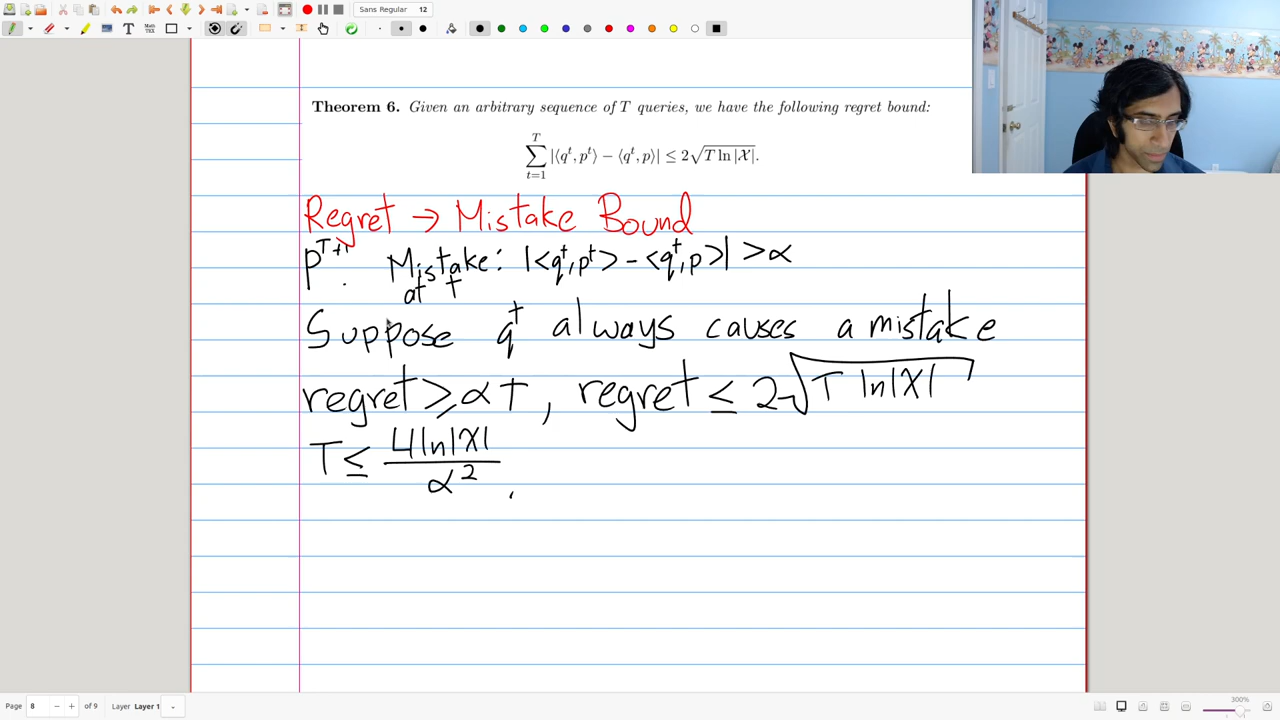 Sans Regular 12
Theorem 6. Given an arbitrary sequence of T queries, we have the following regret bound:
∑_{t=1}^{T} |⟨q^t, p^t⟩ − ⟨q^t, p⟩| ≤ 2√(T ln |𝒳|).
Regret → Mistake Bound
p^{T+1} Mistake: |<q^t, p^t> - <q^t, p>| > α
at t
Suppose q^t always causes a mistake
regret ≥ αT, regret ≤ 2√(T ln|X|)
T ≤ 4 ln|X| / α^2.
Page 8 of 9 Layer Layer 1 300%